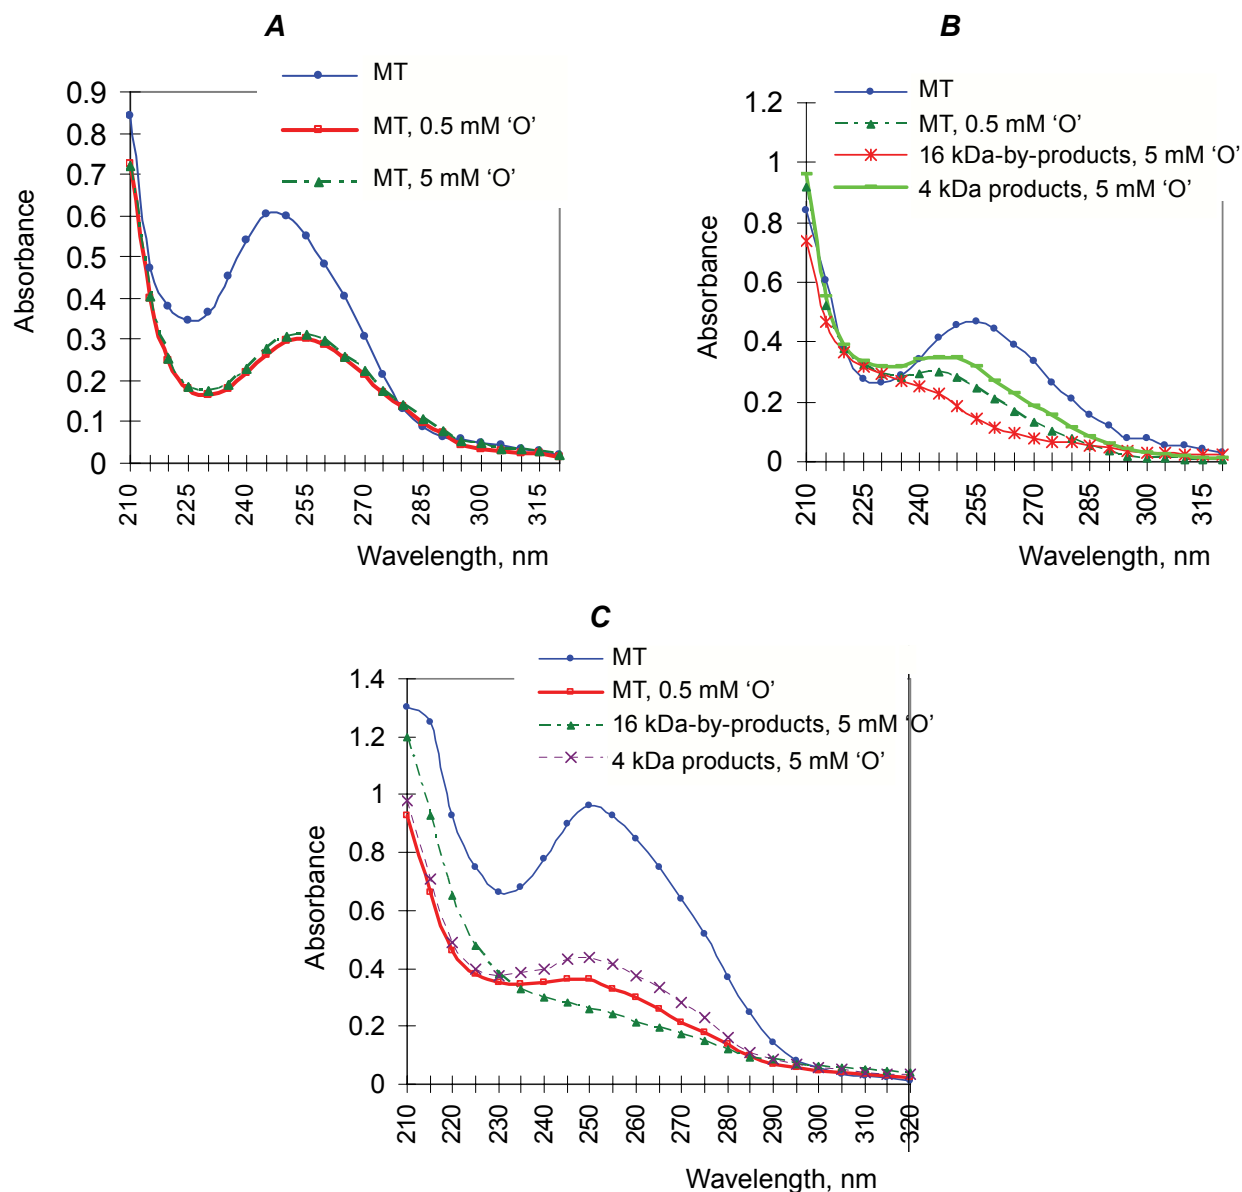 A
MT
MT, 0.5 mM ‘O’
MT, 5 mM ‘O’
0.9
0.8
0.7
0.6
0.5
0.4
0.3
0.2
0.1
0
Absorbance
210
225
240
255
270
285
300
315
Wavelength, nm
B
MT
MT, 0.5 mM ‘O’
16 kDa-by-products, 5 mM ‘O’
4 kDa products, 5 mM ‘O’
1.2
1
0.8
0.6
0.4
0.2
0
Absorbance
210
225
240
255
270
285
300
315
Wavelength, nm
C
MT
MT, 0.5 mM ‘O’
16 kDa-by-products, 5 mM ‘O’
4 kDa products, 5 mM ‘O’
1.4
1.2
1
0.8
0.6
0.4
0.2
0
Absorbance
210
220
230
240
250
260
270
280
290
300
310
320
Wavelength, nm